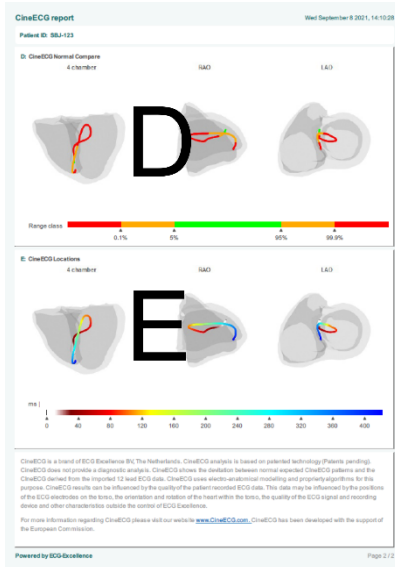 CineECG report
Wed September 8 2021, 14:10:28
Patient ID: SBJ-123
D: CineECG Normal Compare
4 chamber RAO LAO
D
Range class
0.1% 5% 95% 99.9%
E: CineECG Locations
4 chamber RAO LAO
E
ms |
0 40 80 120 160 200 240 280 320 360 400
CineECG is a brand of ECG Excellence BV, The Netherlands. CineECG analysis is based on patented technology (Patents pending).
CineECG does not provide a diagnostic analysis. CineECG shows the deviation between normal expected CineECG patterns and the
CineECG derived from the imported 12 lead ECG data. CineECG uses electro-anatomical modelling and propriety algorithms for this
purpose. CineECG results can be influenced by the quality of the patient recorded ECG data. This data may be influenced by the positions
of the ECG electrodes on the torso, the orientation and rotation of the heart within the torso, the quality of the ECG signal and recording
device and other characteristics outside the control of ECG Excellence.
For more information regarding CineECG please visit our website www.CineECG.com. CineECG has been developed with the support of
the European Commission.
Powered by ECG-Excellence
Page 2 / 2